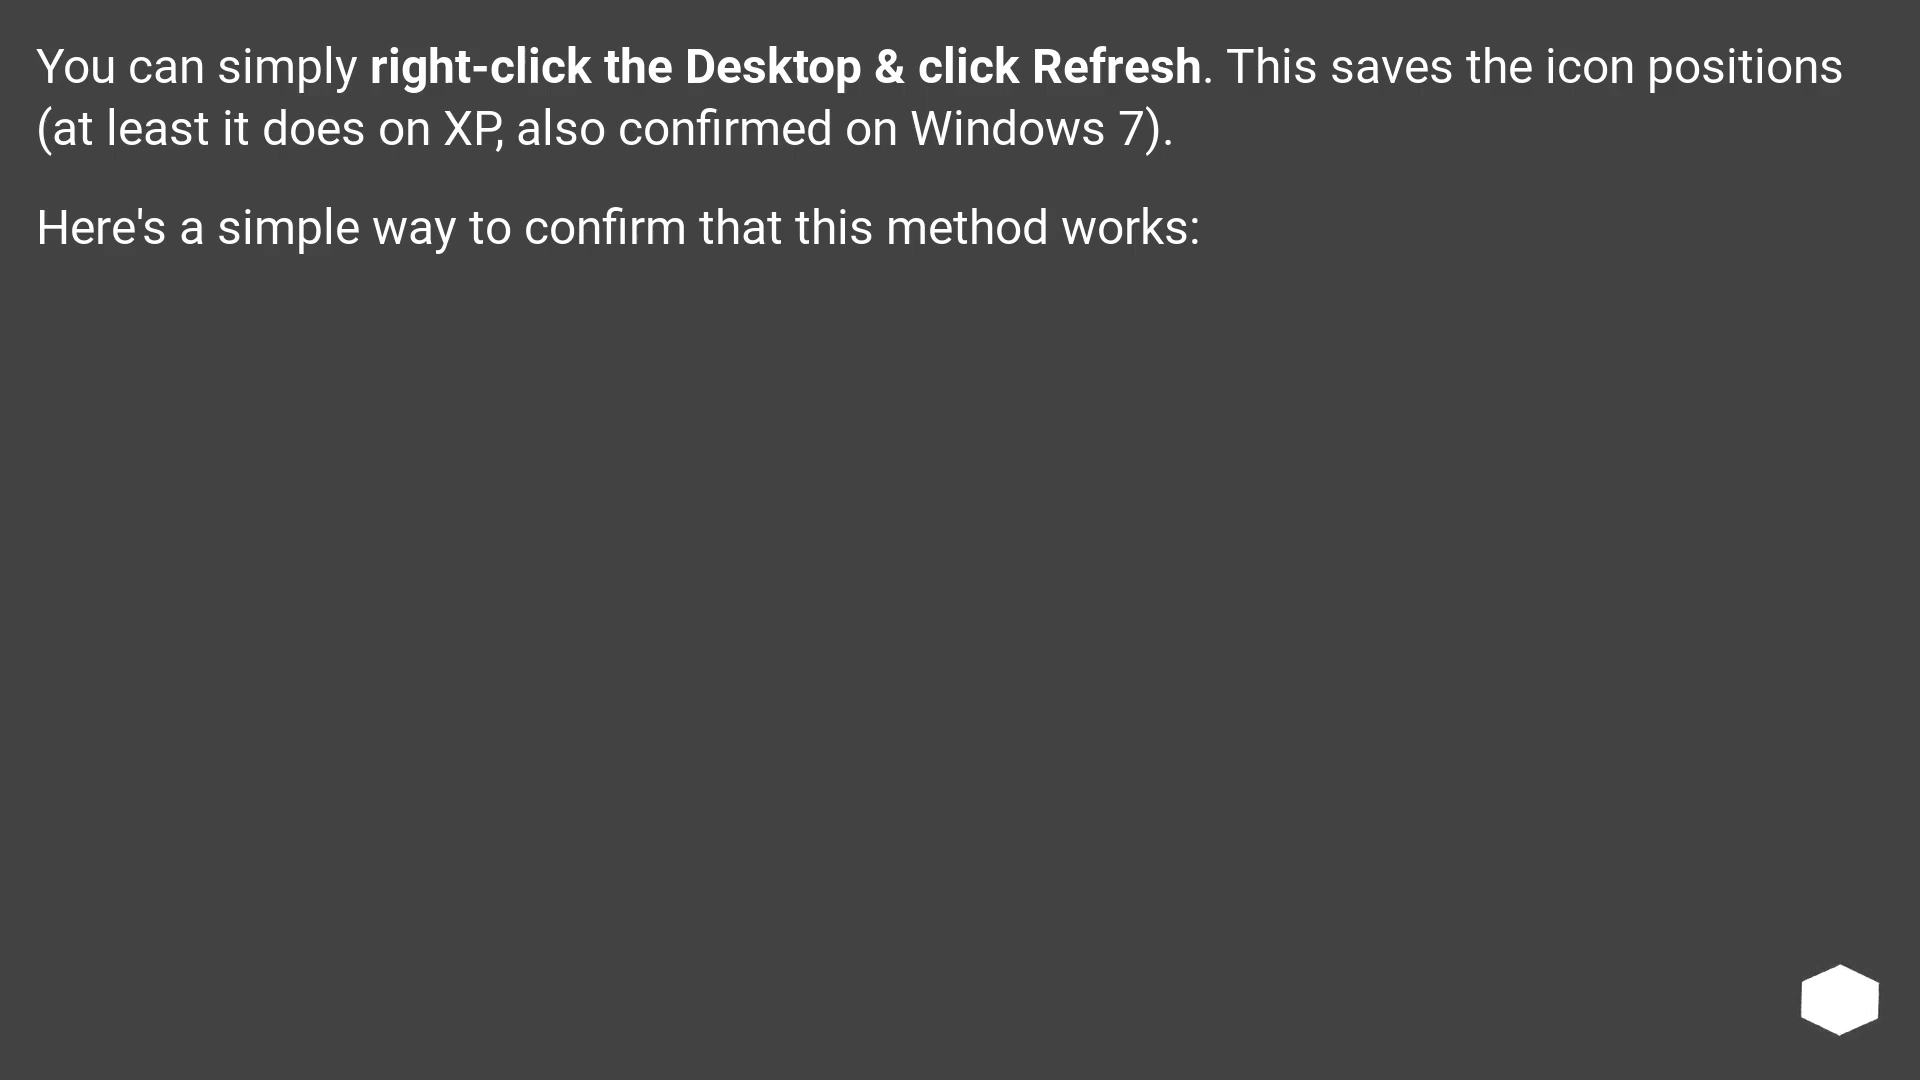 You can simply right-click the Desktop & click Refresh. This saves the icon positions
(at least it does on XP, also confirmed on Windows 7).
Here's a simple way to confirm that this method works: